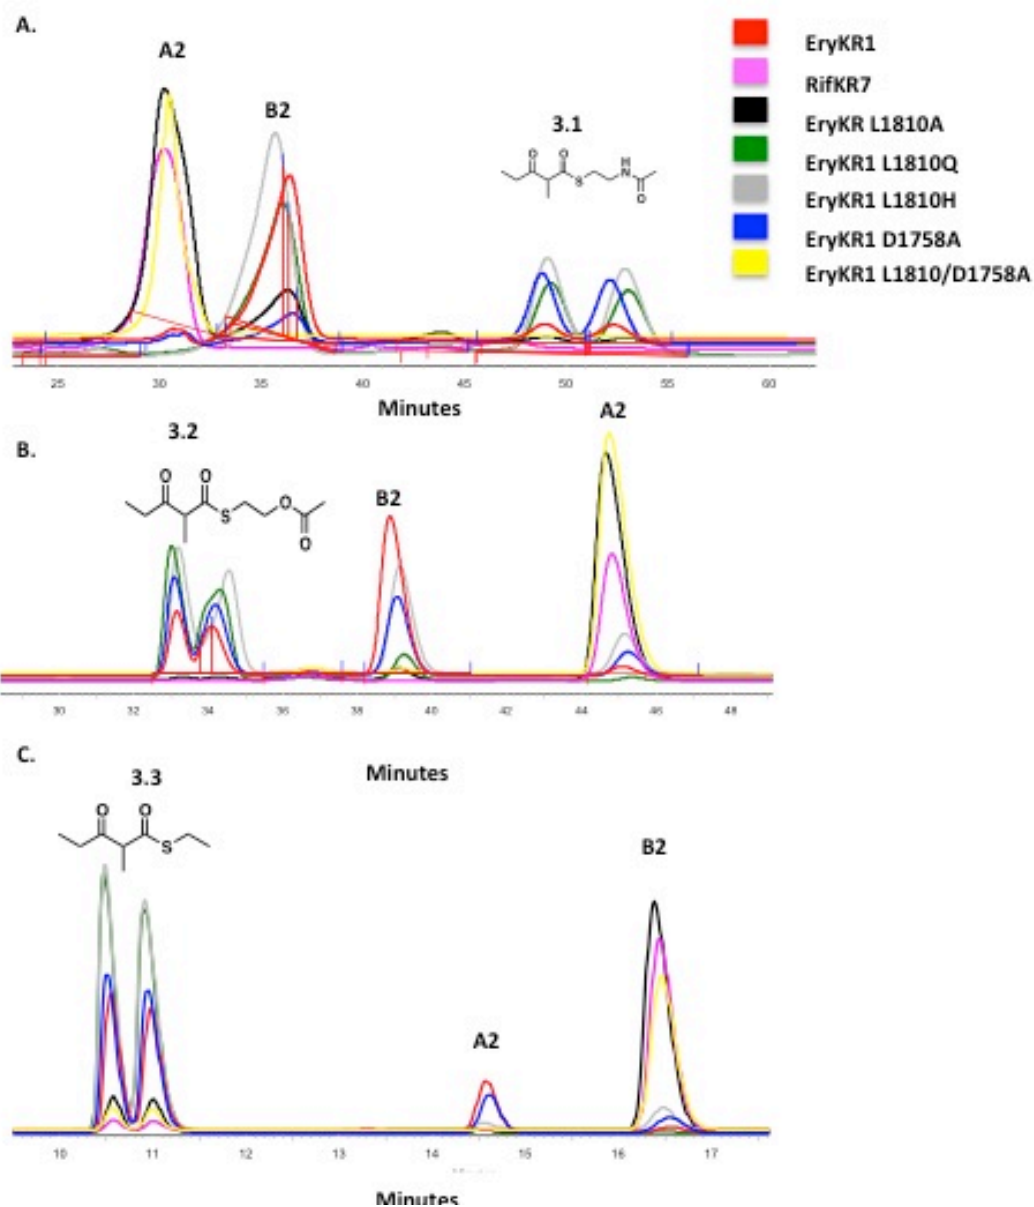 A.
A2
B2
3.1
O
O
S
H
N
O
EryKR1
RifKR7
EryKR L1810A
EryKR1 L1810Q
EryKR1 L1810H
EryKR1 D1758A
EryKR1 L1810/D1758A
25 30 35 40 45 50 55 60
Minutes
B.
3.2
O
O
S
O
O
B2
A2
30 32 34 36 38 40 42 44 46 48
Minutes
C.
3.3
O
O
S
A2
B2
10 11 12 13 14 15 16 17
Minutes